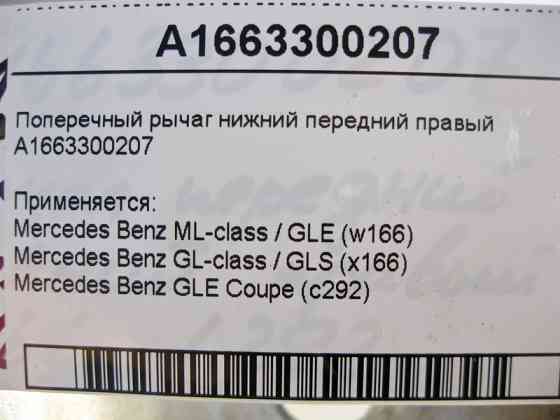 A1663300207
Поперечный рычаг нижний передний правый
A1663300207
Применяется:
Mercedes Benz ML-class / GLE (w166)
Mercedes Benz GL-class / GLS (x166)
Mercedes Benz GLE Coupe (c292)